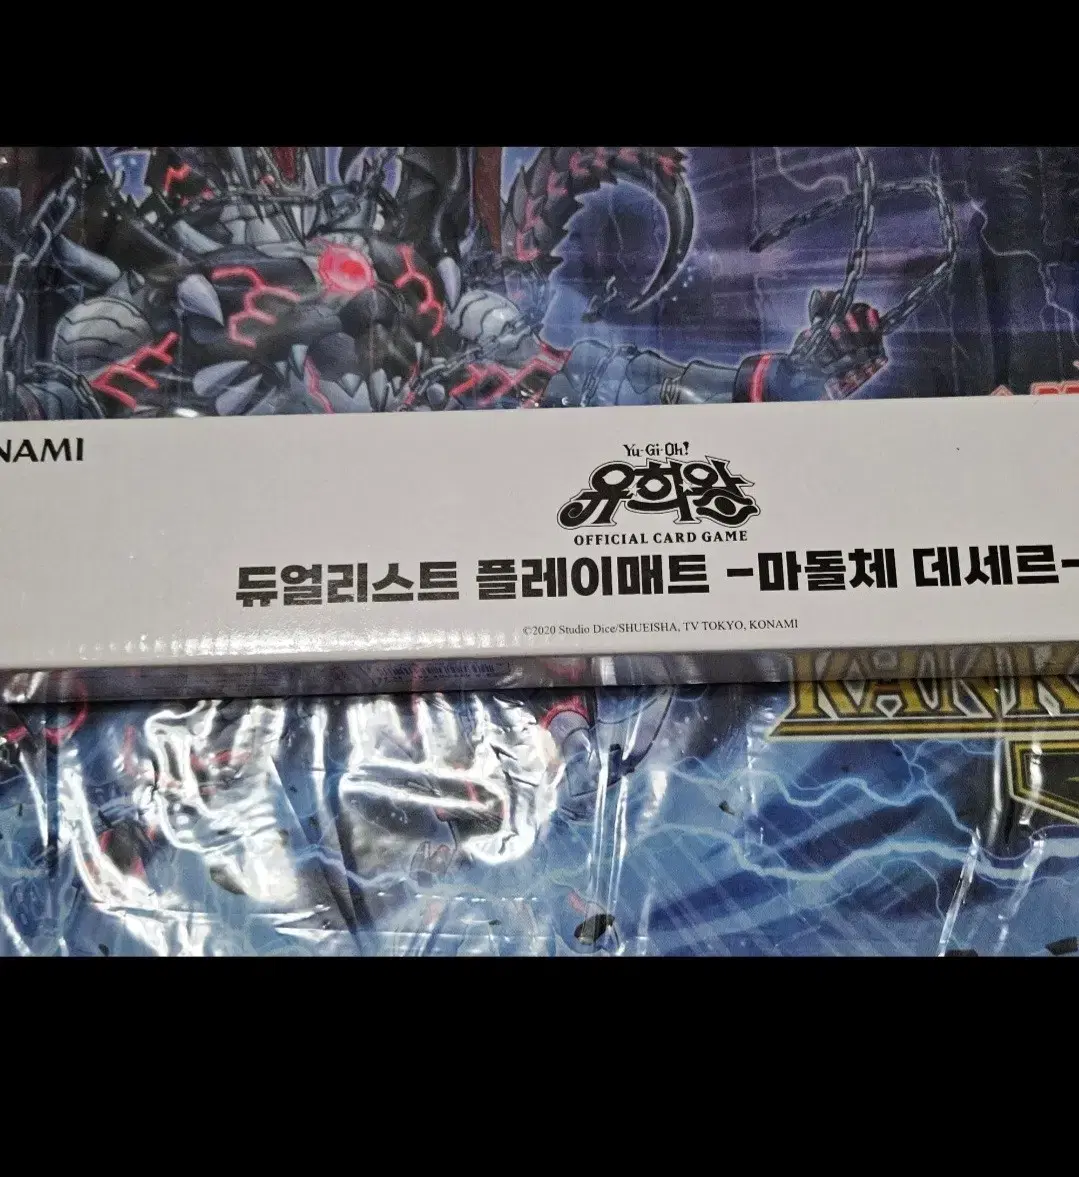 NAMI
Yu-Gi-Oh!
유희왕
OFFICIAL CARD GAME
듀얼리스트 플레이매트 -마돌체 데세르-
©2020 Studio Dice/SHUEISHA, TV TOKYO, KONAMI